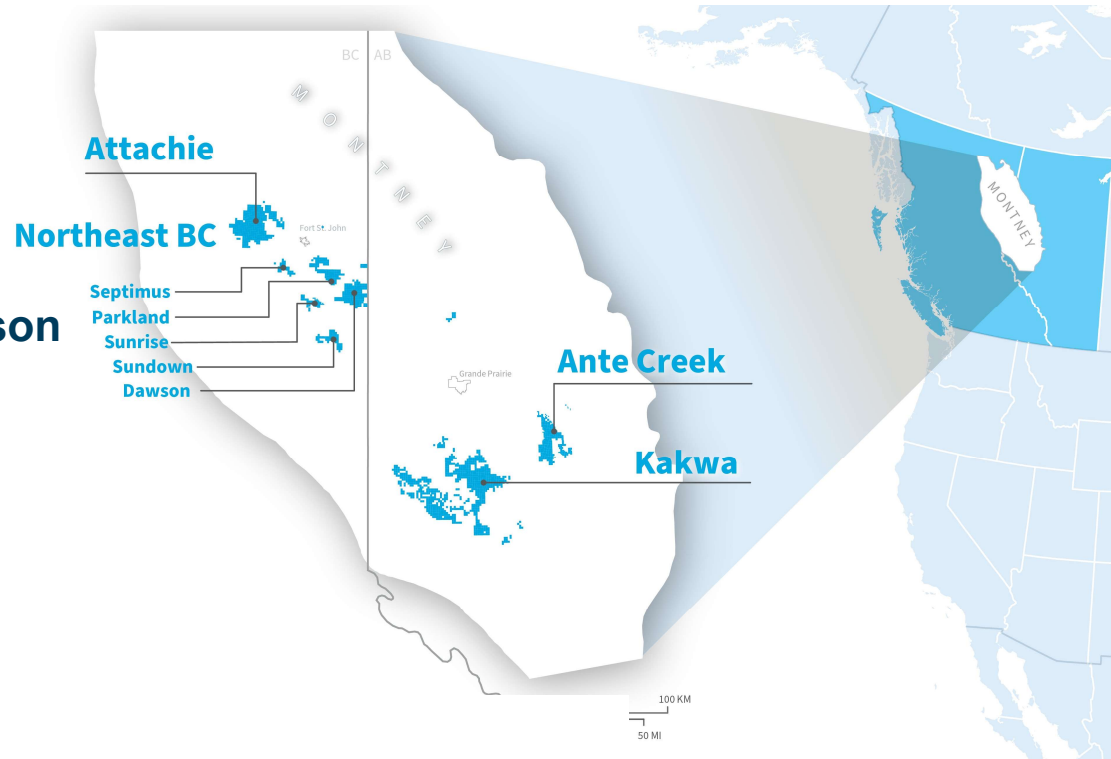 BC AB
MONTNEY
Attachie
Northeast BC
Fort St. John
Septimus
Parkland
Sunrise
Sundown
Dawson
son
Grande Prairie
Ante Creek
Kakwa
MONTNEY
100 KM
50 MI